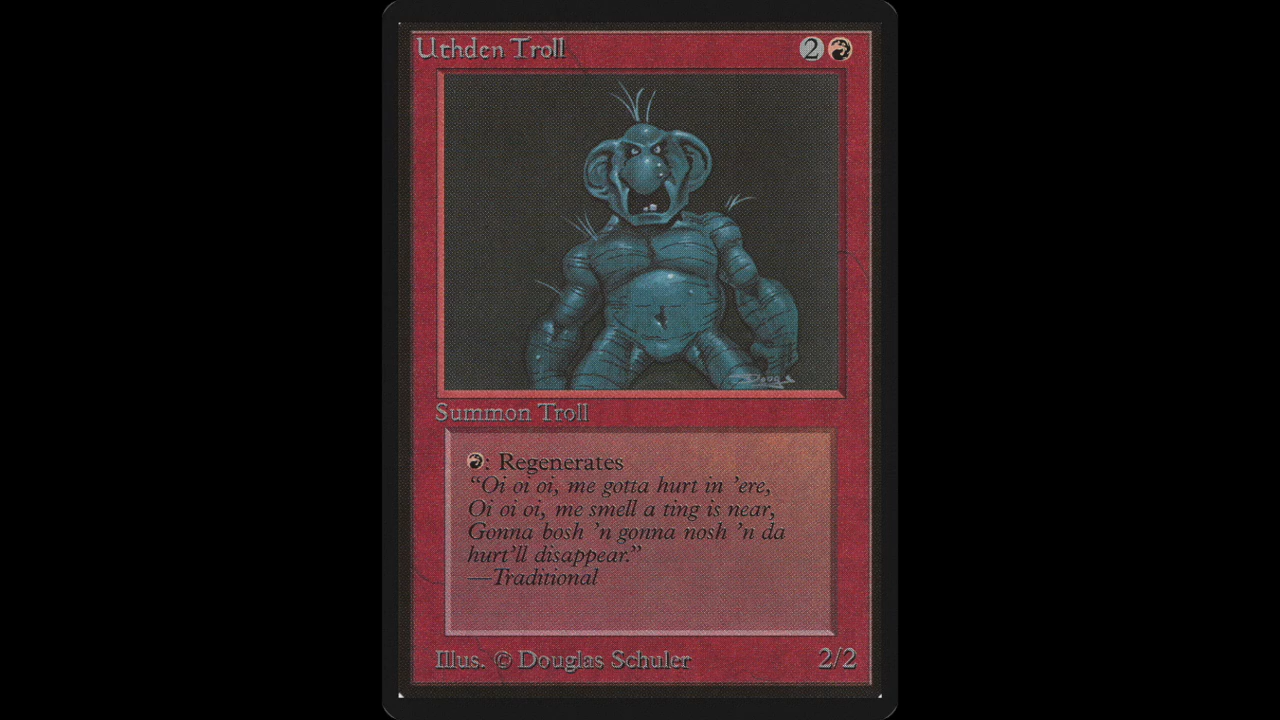 Uthden Troll 2
Doug S
Summon Troll
: Regenerates
“Oi oi oi, me gotta hurt in ’ere,
Oi oi oi, me smell a ting is near,
Gonna bosh ’n gonna nosh ’n da
hurt’ll disappear.”
—Traditional
Illus. © Douglas Schuler 2/2